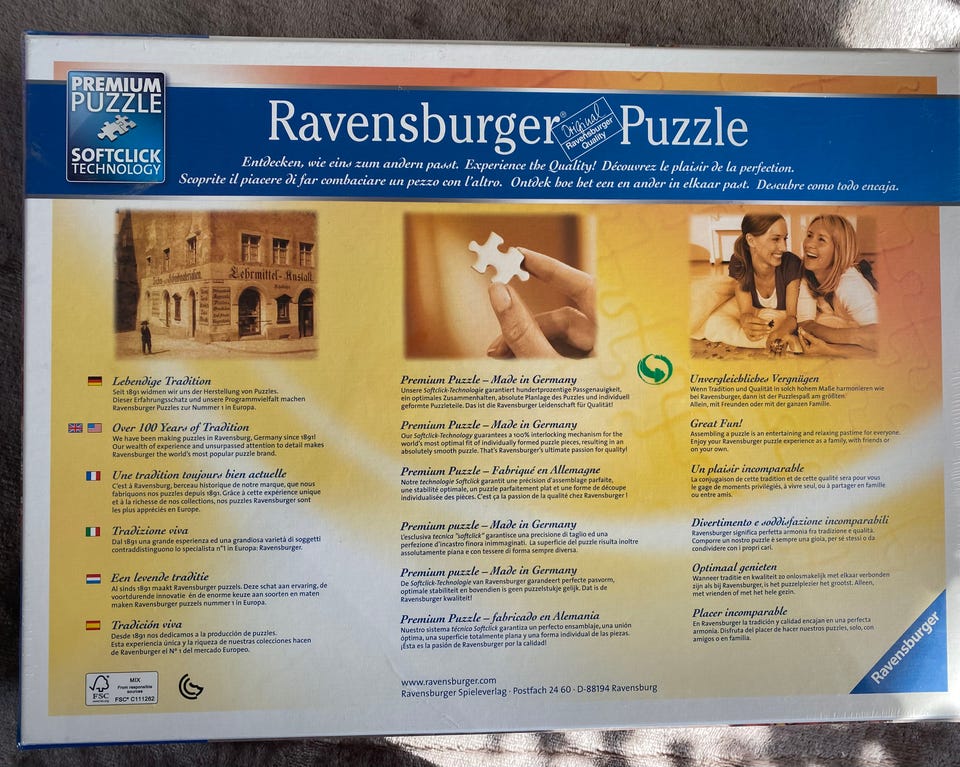 PREMIUM
PUZZLE
SOFTCLICK
TECHNOLOGY
Ravensburger® Puzzle
Original
Ravensburger
Quality
Entdecken, wie eins zum andern passt. Experience the Quality! Découvrez le plaisir de la perfection.
Scoprite il piacere di far combaciare un pezzo con l'altro. Ontdek hoe het een en ander in elkaar past. Descubre como todo encaja.
Lehrmittel-Anstalt
Lebendige Tradition
Seit 1891 widmen wir uns der Herstellung von Puzzles.
Dieser Erfahrungsschatz und unsere Programmvielfalt machen
Ravensburger Puzzles zur Nummer 1 in Europa.
Over 100 Years of Tradition
We have been making puzzles in Ravensburg, Germany since 1891!
Our wealth of experience and unsurpassed attention to detail makes
Ravensburger the world's most popular puzzle brand.
Une tradition toujours bien actuelle
C'est à Ravensburg, berceau historique de notre marque, que nous
fabriquons nos puzzles depuis 1891. Grâce à cette expérience unique
et à la richesse de nos collections, nos puzzles Ravensburger sont
les plus appréciés en Europe.
Tradizione viva
Dal 1891 una grande esperienza ed una grandiosa varietà di soggetti
contraddistinguono lo specialista n°1 in Europa: Ravensburger.
Een levende traditie
Al sinds 1891 maakt Ravensburger puzzels. Deze schat aan ervaring, de
voortdurende innovatie én de enorme keuze aan soorten en maten
maken Ravensburger puzzels nummer 1 in Europa.
Tradición viva
Desde 1891 nos dedicamos a la producción de puzzles.
Esta experiencia única y la riqueza de nuestras colecciones hacen
de Ravenburger el N° 1 del mercado Europeo.
Premium Puzzle – Made in Germany
Unsere Softclick-Technologie garantiert hundertprozentige Passgenauigkeit,
ein optimales Zusammenhalten, absolute Planlage des Puzzles und individuell
geformte Puzzleteile. Das ist die Ravensburger Leidenschaft für Qualität!
Premium Puzzle – Made in Germany
Our Softclick-Technology guarantees a 100% interlocking mechanism for the
world's most optimal fit of individually formed puzzle pieces, resulting in an
absolutely smooth puzzle. That's Ravensburger's ultimate passion for quality!
Premium Puzzle – Fabriqué en Allemagne
Notre technologie Softclick garantit une précision d'assemblage parfaite,
une stabilité optimale, un puzzle parfaitement plat et une forme de découpe
individualisée des pièces. C'est ça la passion de la qualité chez Ravensburger !
Premium puzzle – Made in Germany
L'esclusiva tecnica "softclick" garantisce una precisione di taglio ed una
perfezione d'incastro finora inimmaginati. La superficie del puzzle risulta inoltre
assolutamente piana e con tessere di forma sempre diversa.
Premium puzzle – Made in Germany
De Softclick-Technologie van Ravensburger garandeert perfecte pasvorm,
optimale stabiliteit en bovendien is geen puzzelstukje gelijk. Dat is de
Ravensburger kwaliteit!
Premium Puzzle – fabricado en Alemania
Nuestro sistema técnico Softclick garantiza un perfecto ensamblaje, una unión
óptima, una superficie totalmente plana y una forma individual de las piezas.
¡Ésta es la pasión de Ravensburger por la calidad!
Unvergleichliches Vergnügen
Wenn Tradition und Qualität in solch hohem Maße harmonieren wie
bei Ravensburger, dann ist der Puzzlespaß am größten.
Allein, mit Freunden oder mit der ganzen Familie.
Great Fun!
Assembling a puzzle is an entertaining and relaxing pastime for everyone.
Enjoy your Ravensburger puzzle experience as a family, with friends or
on your own.
Un plaisir incomparable
La conjugaison de cette tradition et de cette qualité sera pour vous
le gage de moments privilégiés, à vivre seul, ou à partager en famille
ou entre amis.
Divertimento e soddisfazione incomparabili
Ravensburger significa perfetta armonia fra tradizione e qualità.
Comporre un nostro puzzle è sempre una gioia, per sé stessi o da
condividere con i propri cari.
Optimaal genieten
Wanneer traditie en kwaliteit zo onlosmakelijk met elkaar verbonden
zijn als bij Ravensburger, is het puzzelplezier het grootst. Alleen,
met vrienden of met het hele gezin.
Placer incomparable
En Ravensburger la tradición y calidad encajan en una perfecta
armonía. Disfruta del placer de hacer nuestros puzzles, solo, con
amigos o en familia.
FSC
www.fsc.org
MIX
From responsible
sources
FSC® C111262
www.ravensburger.com
Ravensburger Spieleverlag · Postfach 24 60 · D-88194 Ravensburg
Ravensburger